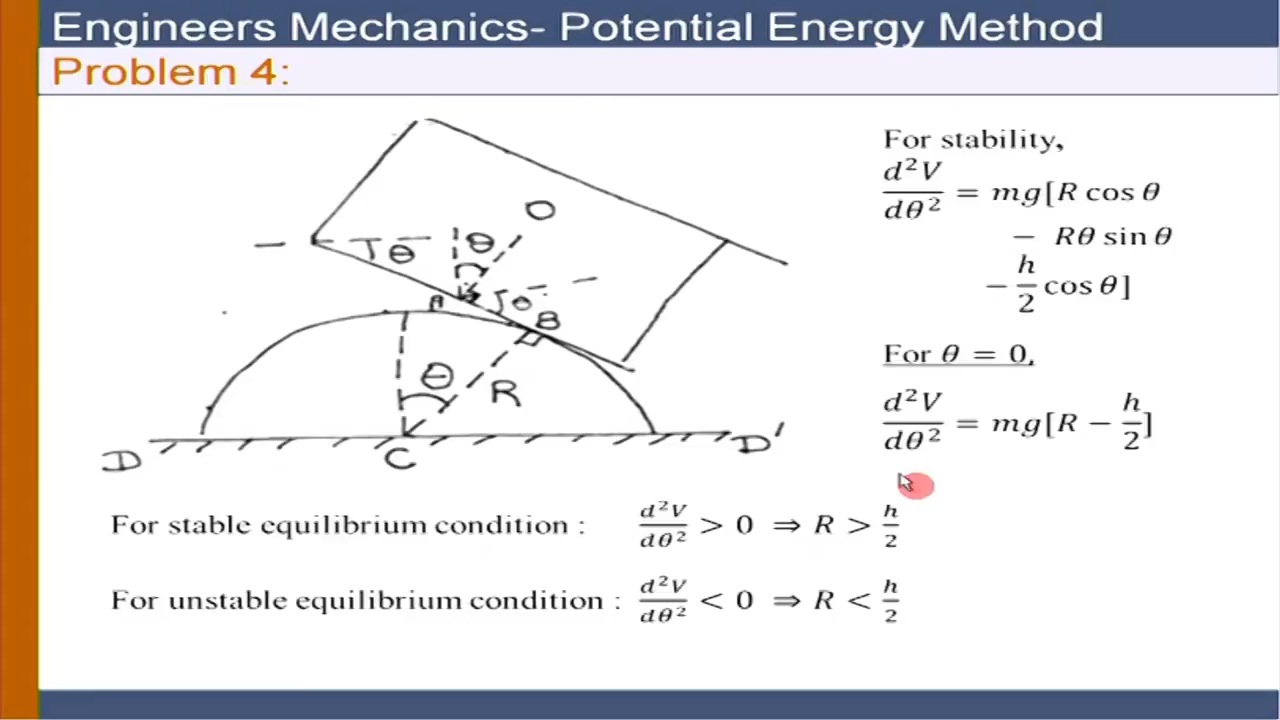 Engineers Mechanics- Potential Energy Method
Problem 4:
For stability,
d²V/dθ² = mg[R cos θ
− Rθ sin θ
− h/2 cos θ]
For θ = 0,
d²V/dθ² = mg[R − h/2]
O
θ θ
A θ B
θ R
D C D'
For stable equilibrium condition : d²V/dθ² > 0 ⇒ R > h/2
For unstable equilibrium condition : d²V/dθ² < 0 ⇒ R < h/2